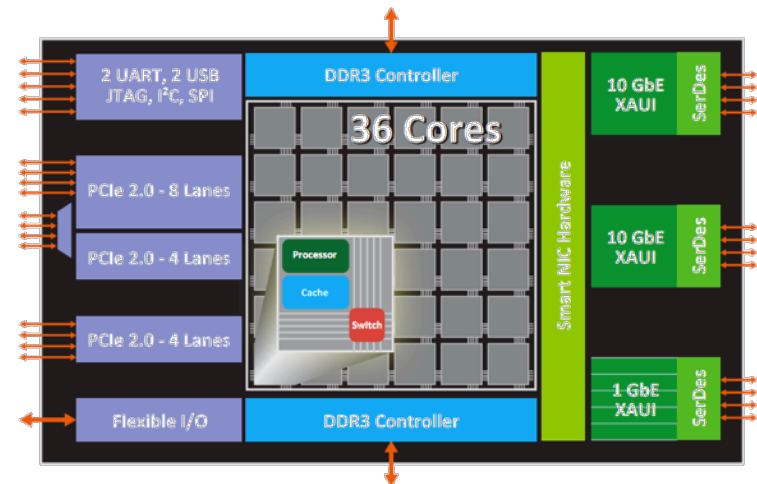 2 UART, 2 USB
JTAG, I²C, SPI
DDR3 Controller
10 GbE
XAUI
SerDes
36 Cores
PCIe 2.0 - 8 Lanes
Smart NIC Hardware
PCIe 2.0 - 4 Lanes
10 GbE
XAUI
SerDes
Processor
Cache
Switch
PCIe 2.0 - 4 Lanes
1 GbE
XAUI
SerDes
Flexible I/O
DDR3 Controller